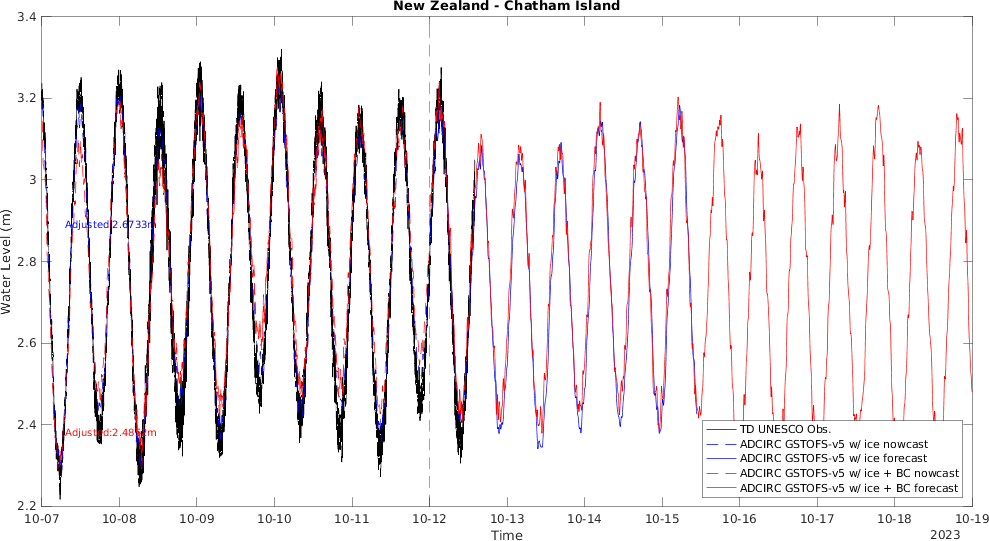 New Zealand - Chatham Island
Water Level (m)
3.4
3.2
3
2.8
2.6
2.4
2.2
Adjusted:2.6733m
TD UNESCO Obs.
ADCIRC GSTOFS-v5 w/ ice nowcast
ADCIRC GSTOFS-v5 w/ ice forecast
ADCIRC GSTOFS-v5 w/ ice + BC nowcast
ADCIRC GSTOFS-v5 w/ ice + BC forecast
10-07 10-08 10-09 10-10 10-11 10-12 10-13 10-14 10-15 10-16 10-17 10-18 10-19
Time
2023